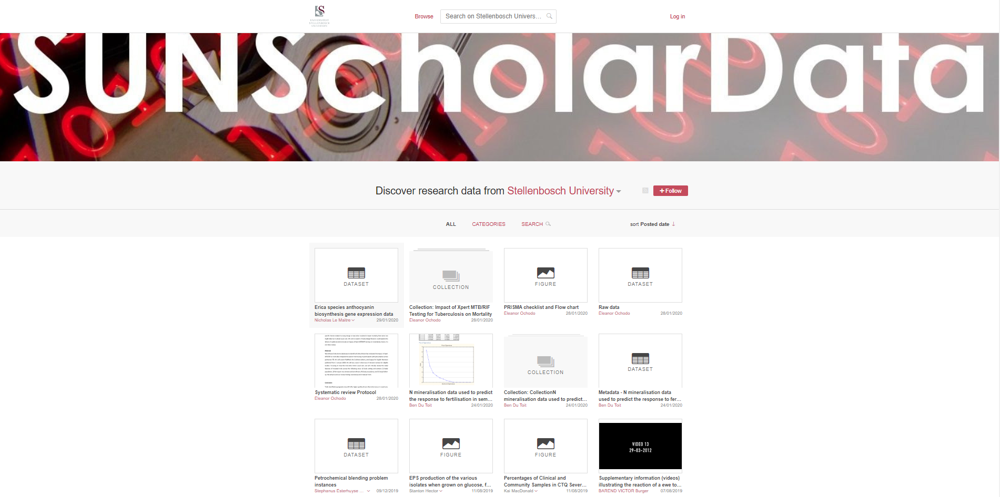 UNIVERSITEIT
STELLENBOSCH
UNIVERSITY
Browse
Search on Stellenbosch Univers...
Log in
SUNScholarData
Discover research data from Stellenbosch University
+ Follow
ALL
CATEGORIES
SEARCH
sort Posted date ↓
DATASET
Erica species anthocyanin
biosynthesis gene expression data
Nicholas Le Maitre
29/01/2020
COLLECTION
Collection: Impact of Xpert MTB/RIF
Testing for Tuberculosis on Mortality
Eleanor Ochodo
28/01/2020
FIGURE
PRISMA checklist and Flow chart
Eleanor Ochodo
28/01/2020
DATASET
Raw data
Eleanor Ochodo
28/01/2020
Systematic review Protocol
Eleanor Ochodo
28/01/2020
N mineralisation data used to predict
the response to fertilisation in sem...
Ben Du Toit
24/01/2020
COLLECTION
Collection: CollectionN
mineralisation data used to predict...
Ben Du Toit
24/01/2020
DATASET
Metadata - N mineralisation data
used to predict the response to fer...
Ben Du Toit
24/01/2020
DATASET
Petrochemical blending problem
instances
Stephanus Esterhuyse ...
09/12/2019
FIGURE
EPS production of the various
isolates when grown on glucose, f...
Stanton Hector
11/08/2019
FIGURE
Percentages of Clinical and
Community Samples in CTQ Sever...
Kai MacDonald
11/08/2019
VIDEO 13
29-03-2012
Supplementary information (videos)
illustrating the reaction of a ewe to...
BAREND VICTOR Burger
07/08/2019